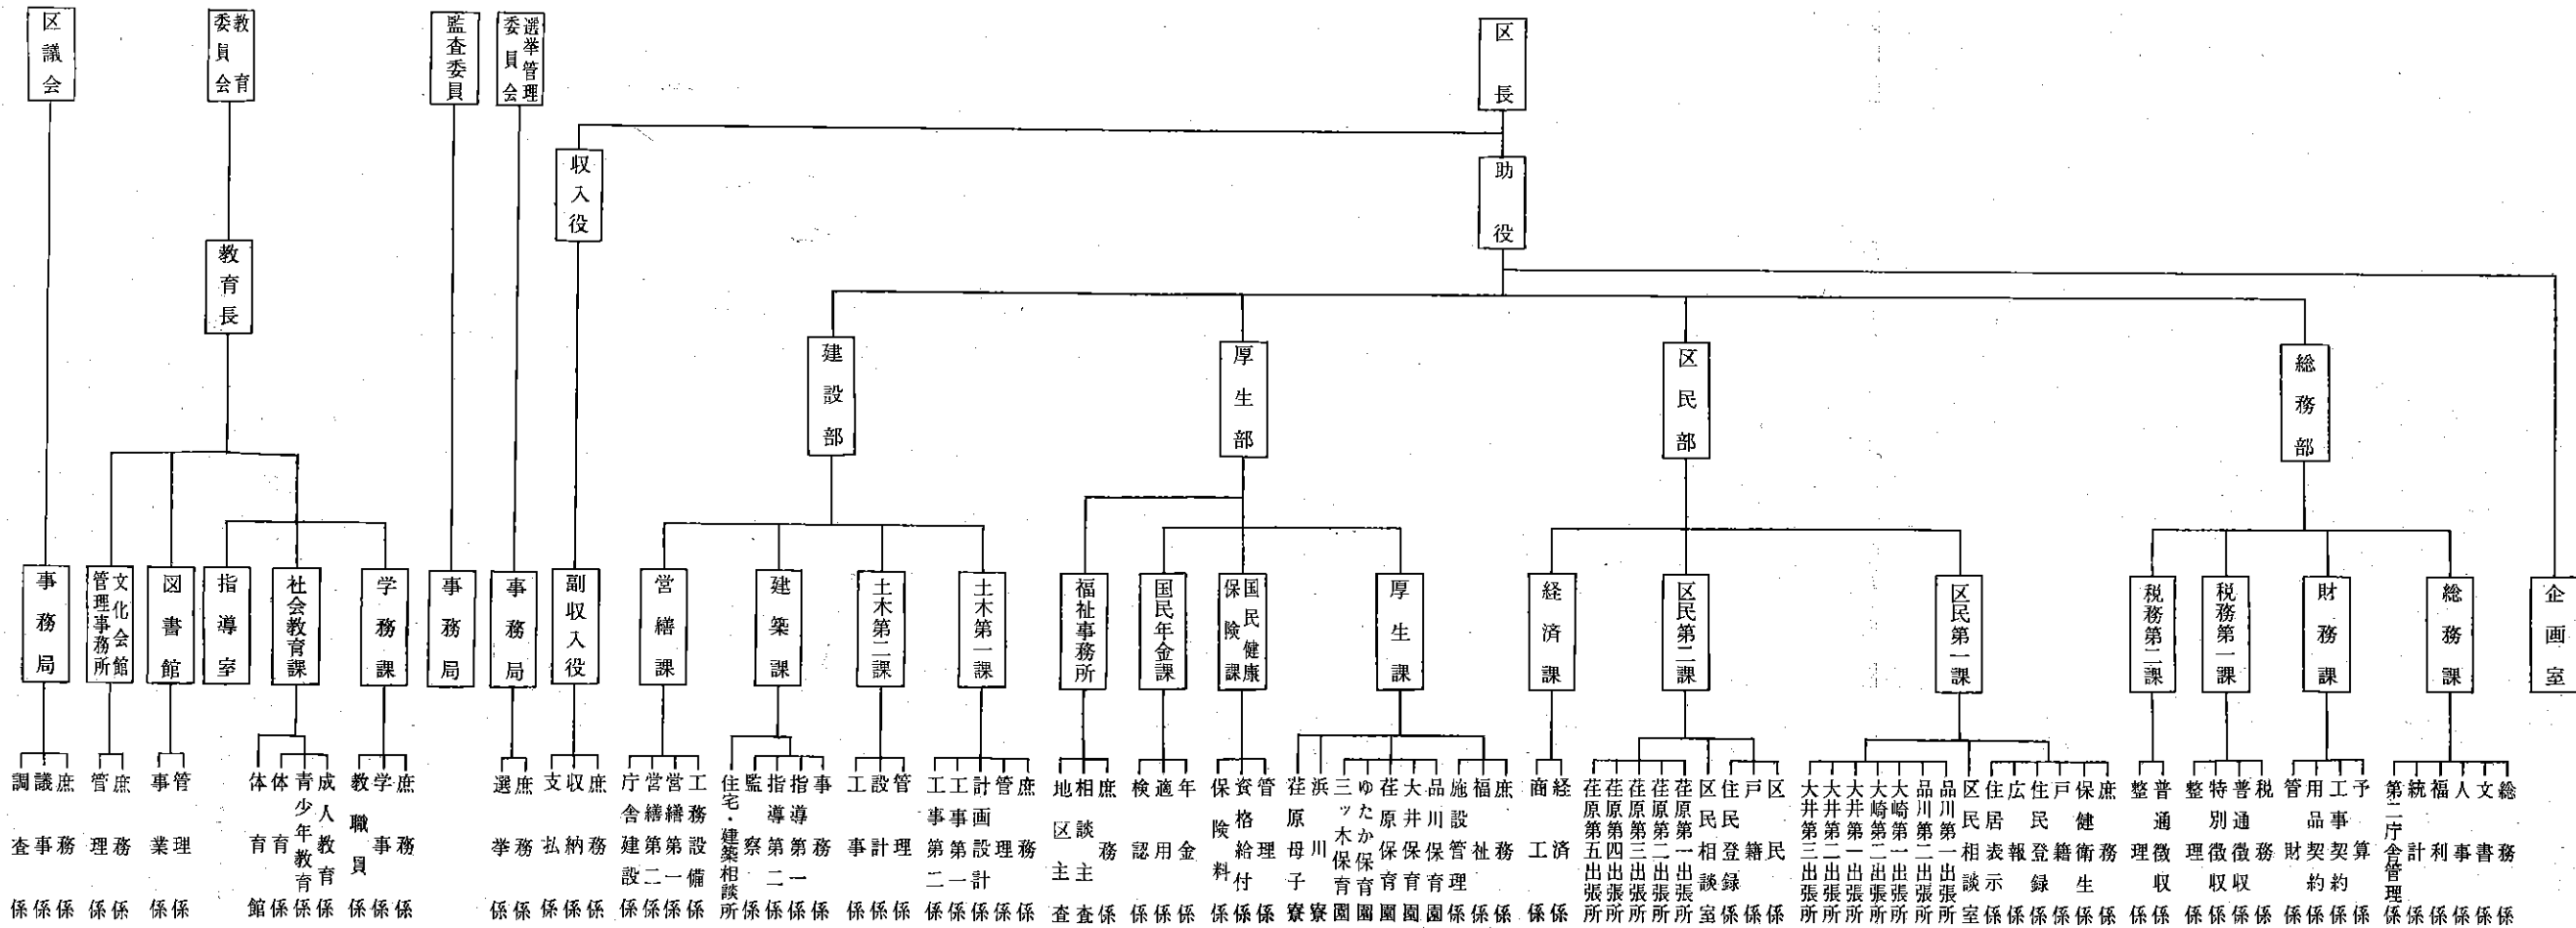 区長
助役
収入役
選挙管理委員会
監査委員
教育委員会
区議会
教育長
総務部
区民部
厚生部
建設部
企画室
総務課
財務課
税務第一課
税務第二課
区民第一課
区民第二課
経済課
厚生課
国民健康保険課
国民年金課
福祉事務所
土木第一課
土木第二課
建築課
営繕課
副収入役
事務局
事務局
学務課
社会教育課
指導室
図書館
文化会館管理事務所
事務局
総務係
文書係
人事係
福利係
統計係
第二庁舎管理係
予算係
工事契約係
用品契約係
管財係
税務係
普通徴収係
特別徴収係
整理係
普通徴収係
整理係
庶務係
保健衛生係
戸籍係
住民登録係
広報係
住居表示係
区民相談室
品川第一出張所
品川第二出張所
大崎第一出張所
大崎第二出張所
大井第一出張所
大井第二出張所
大井第三出張所
区民係
戸籍係
住民登録係
区民相談室
荏原第一出張所
荏原第二出張所
荏原第三出張所
荏原第四出張所
荏原第五出張所
経済係
商工係
庶務係
福祉係
施設管理係
品川保育園
大井保育園
荏原保育園
ゆたか保育園
三ッ木保育園
浜川寮
荏原母子寮
管理係
資格給付係
保険料係
年金係
適用係
検認係
庶務係
相談主査
地区主査
庶務係
管理係
計画設計係
工事第一係
工事第二係
管理係
設計係
工事係
事務係
指導第一係
指導第二係
監察係
住宅・建築相談所
工務設備係
営繕第一係
営繕第二係
庁舎建設係
庶務係
収納係
支払係
庶務係
選挙係
庶務係
学事係
教職員係
成人教育係
青少年教育係
体育係
体育館
管理係
事業係
庶務係
管理係
庶務係
議事係
調査係